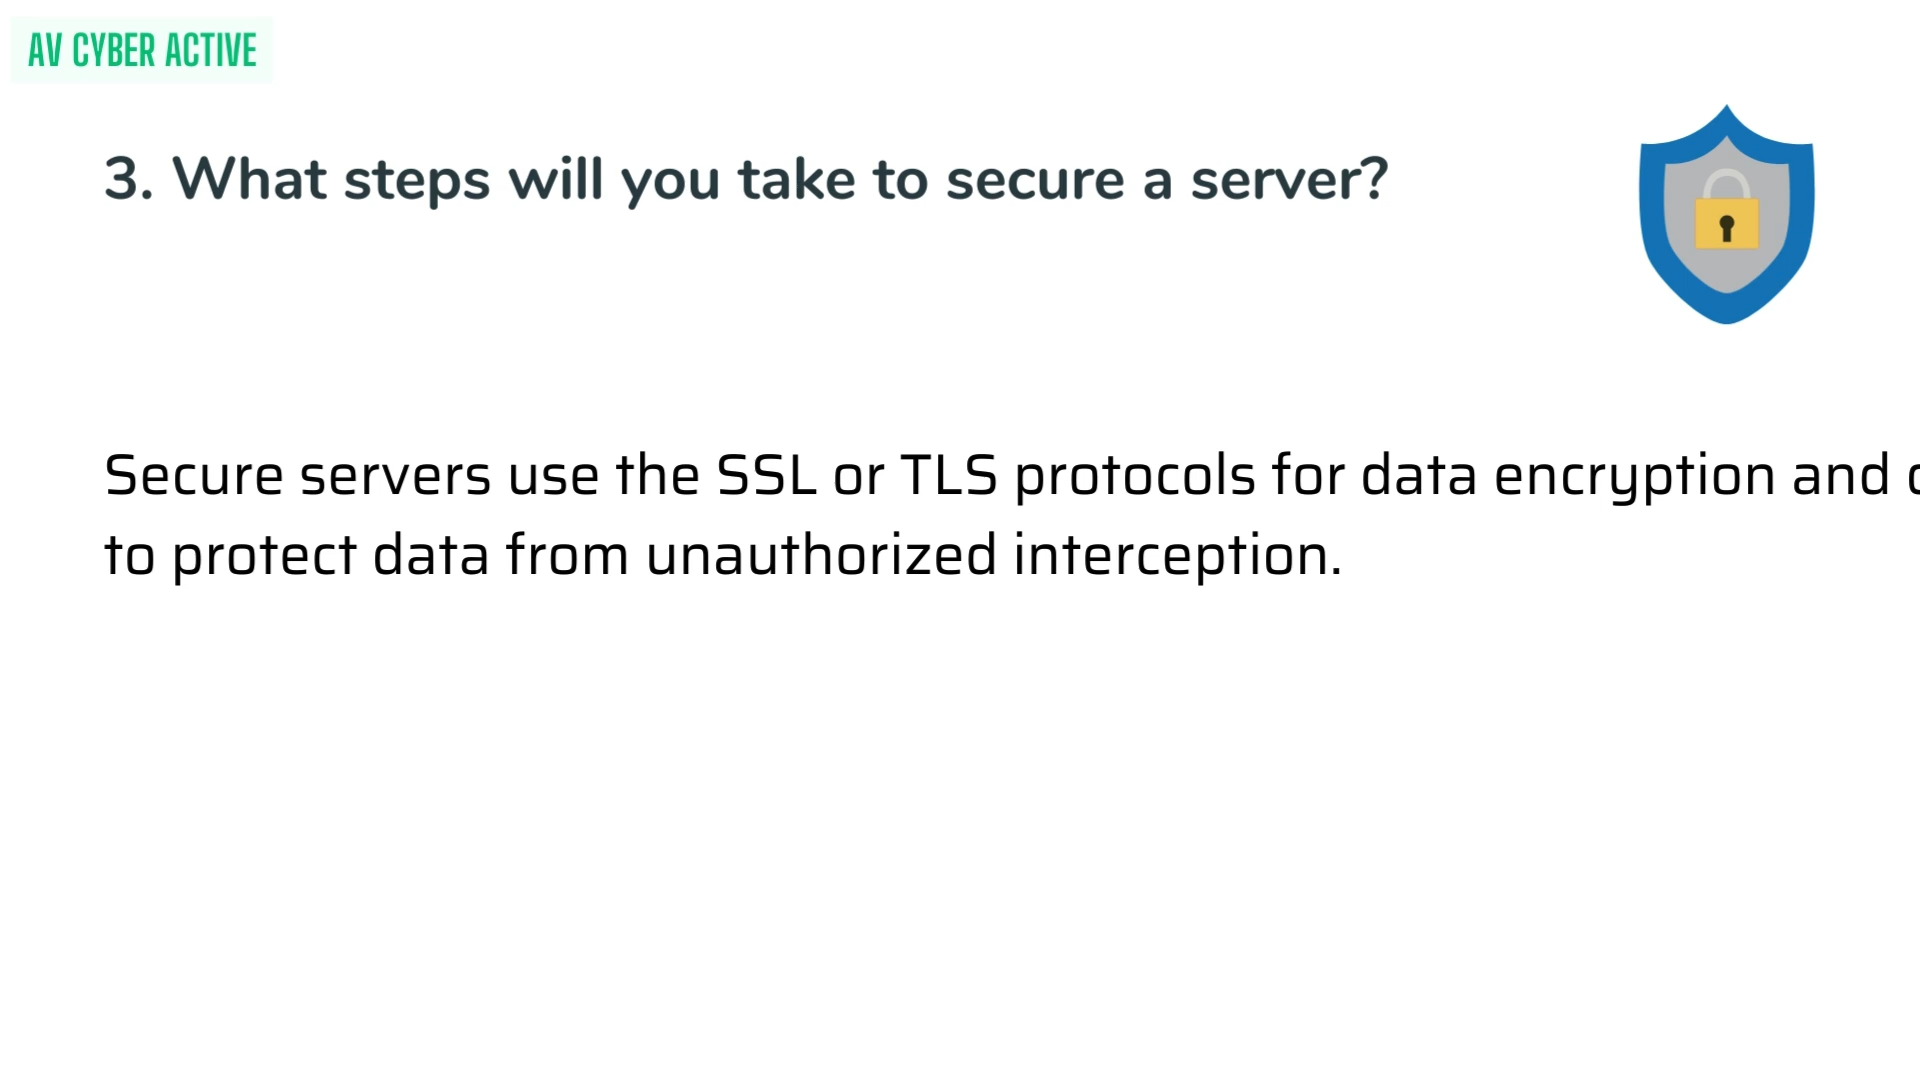 AV CYBER ACTIVE
3. What steps will you take to secure a server?
Secure servers use the SSL or TLS protocols for data encryption and
to protect data from unauthorized interception.